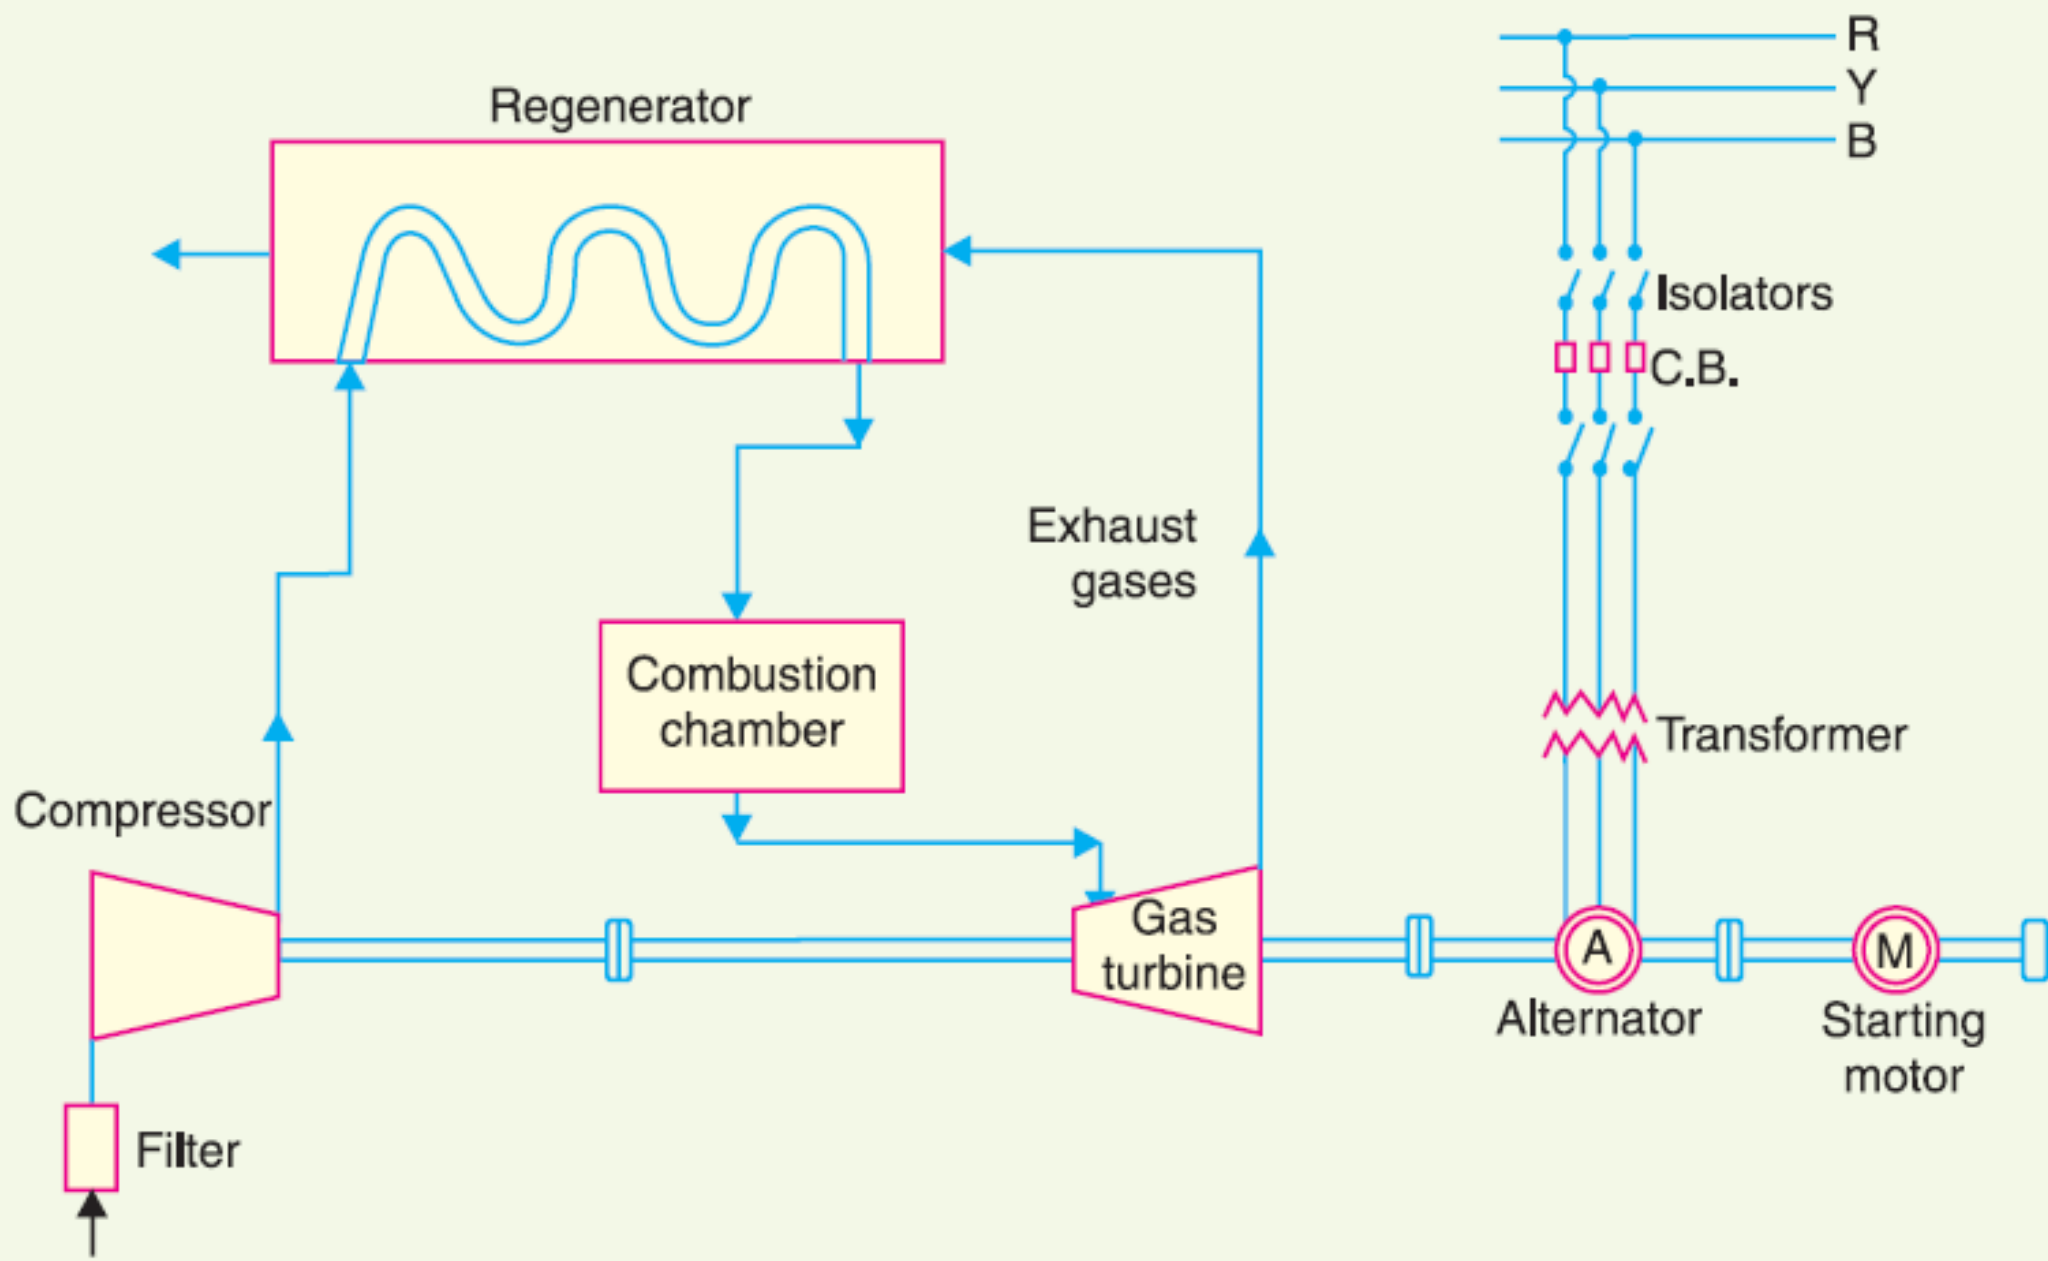 R
Y
B
Regenerator
Isolators
C.B.
Exhaust
gases
Combustion
chamber
Transformer
Compressor
Gas
turbine
A
M
Alternator
Starting
motor
Filter